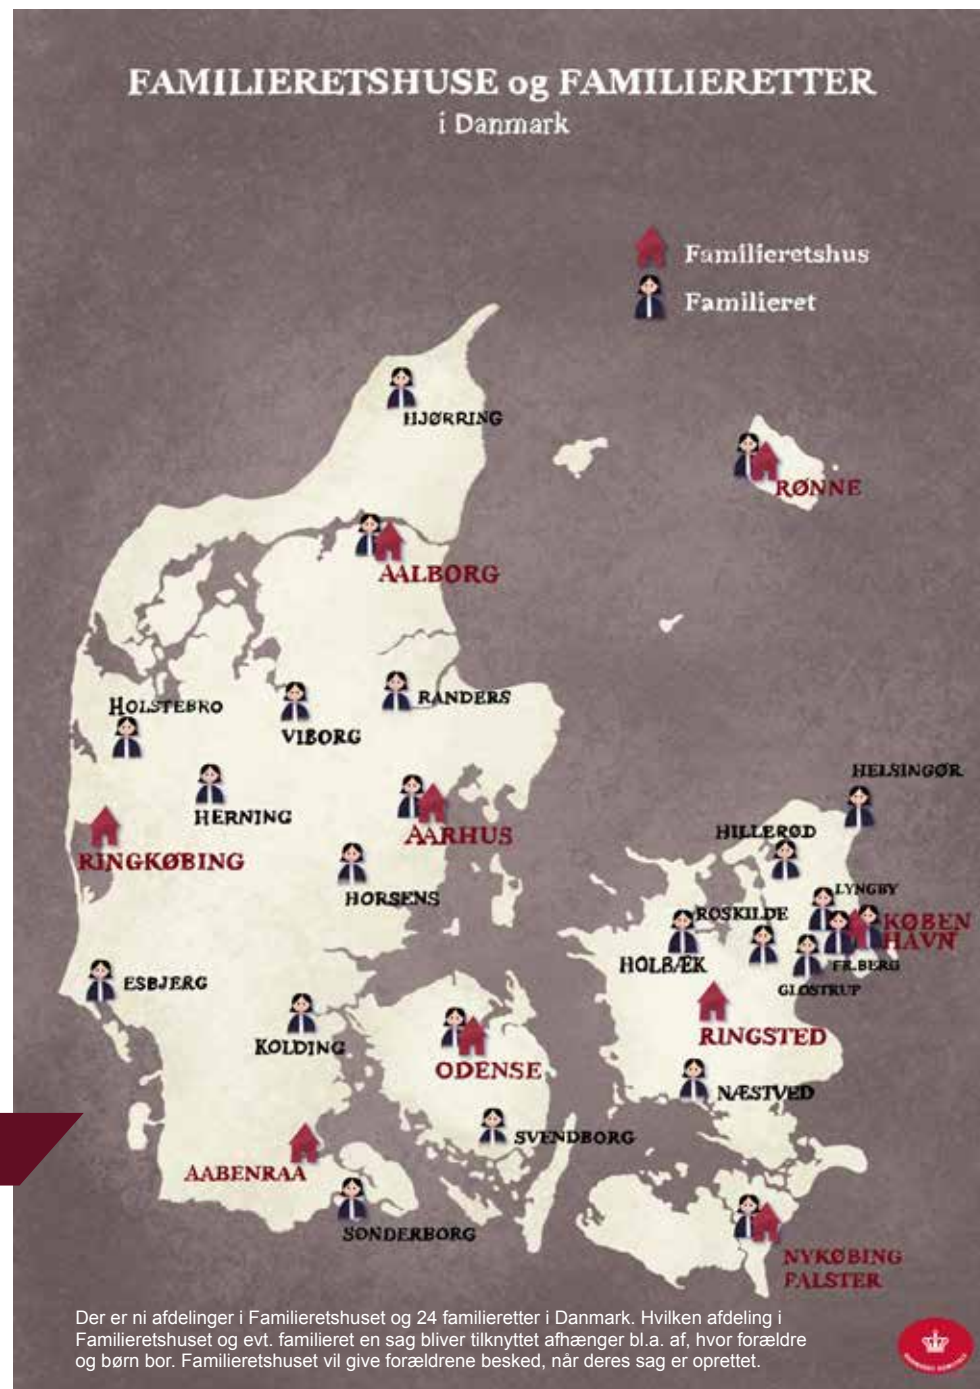 FAMILIERETSHUSE og FAMILIERETTER
i Danmark
Familieretshus
Familieret
HJØRRING
RØNNE
AALBORG
HOLSTEBRO
VIBORG
RANDERS
HERNING
AARHUS
RINGKØBING
HORSENS
HELSINGØR
HILLERØD
LYNGBY
ROSKILDE
KØBEN
HAVN
HOLBÆK
FR.BERG
GLOSTRUP
ESBJERG
KOLDING
ODENSE
RINGSTED
NÆSTVED
SVENDBORG
AABENRAA
SØNDERBORG
NYKØBING
FALSTER
Der er ni afdelinger i Familieretshuset og 24 familieretter i Danmark. Hvilken afdeling i
Familieretshuset og evt. familieret en sag bliver tilknyttet afhænger bl.a. af, hvor forældre
og børn bor. Familieretshuset vil give forældrene besked, når deres sag er oprettet.